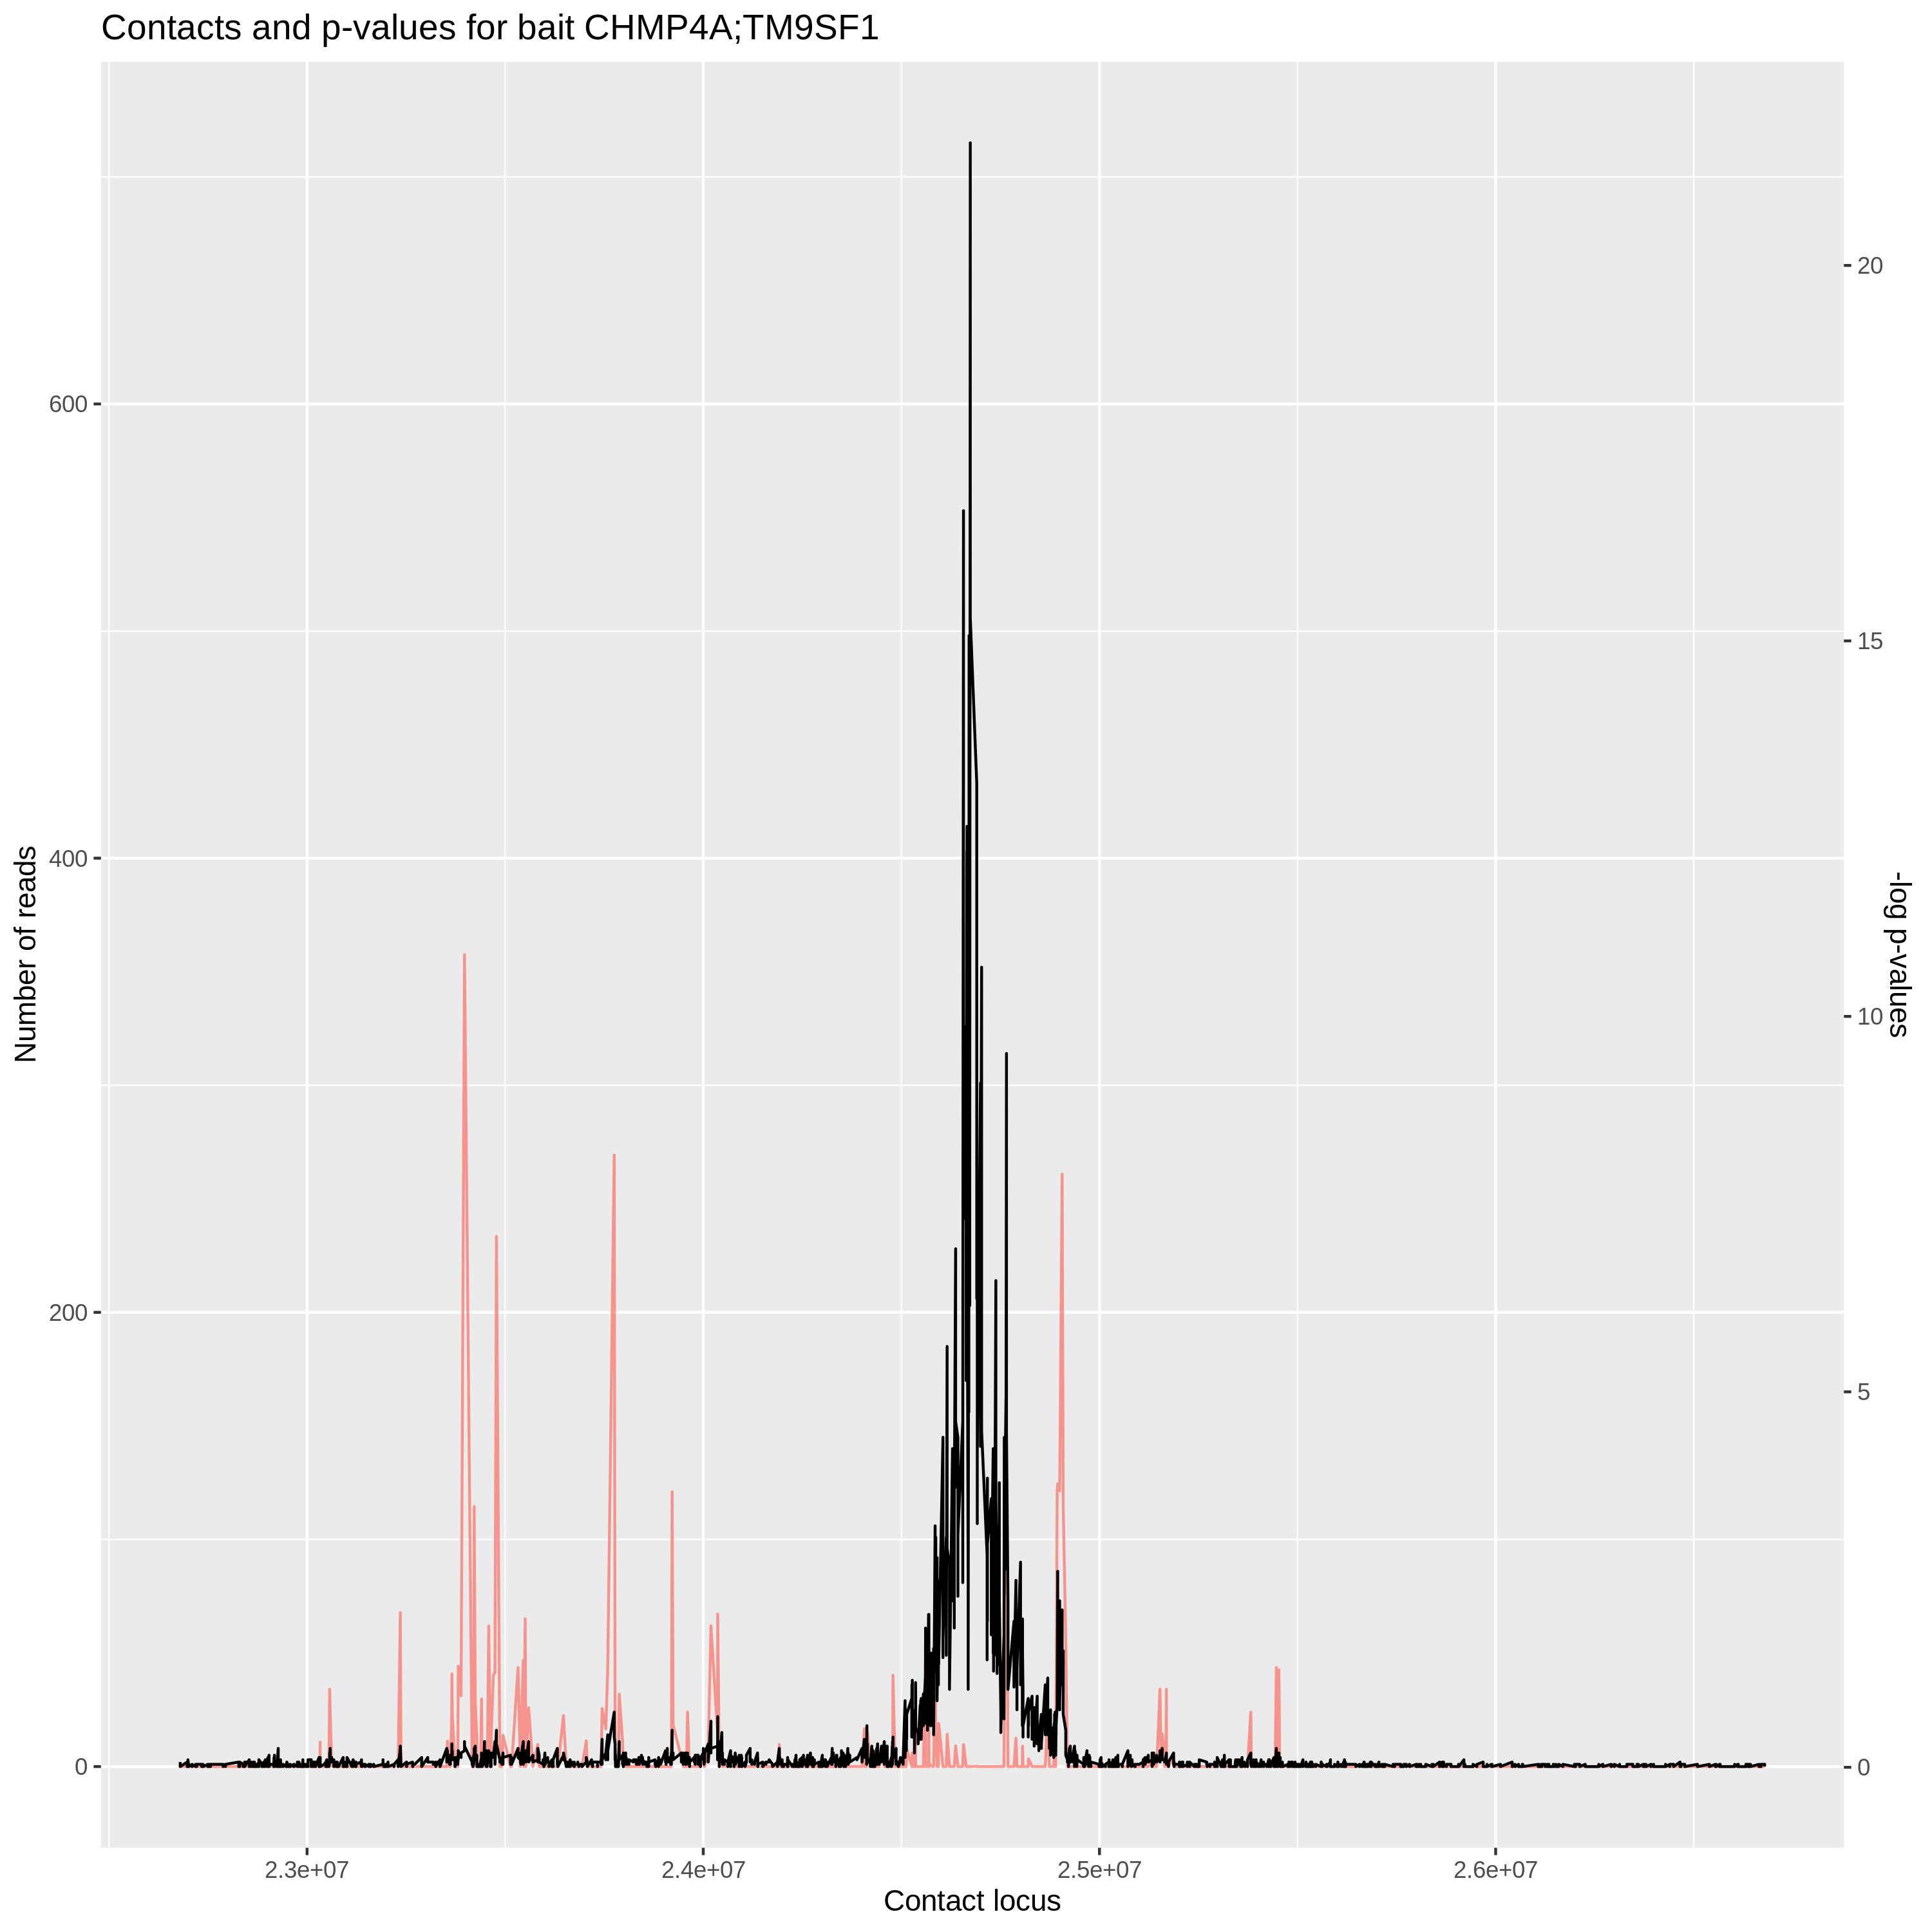 Contacts and p-values for bait CHMP4A;TM9SF1
Number of reads
600
400
200
0
20
15
10
5
0
-log p-values
2.3e+07
2.4e+07
2.5e+07
2.6e+07
Contact locus